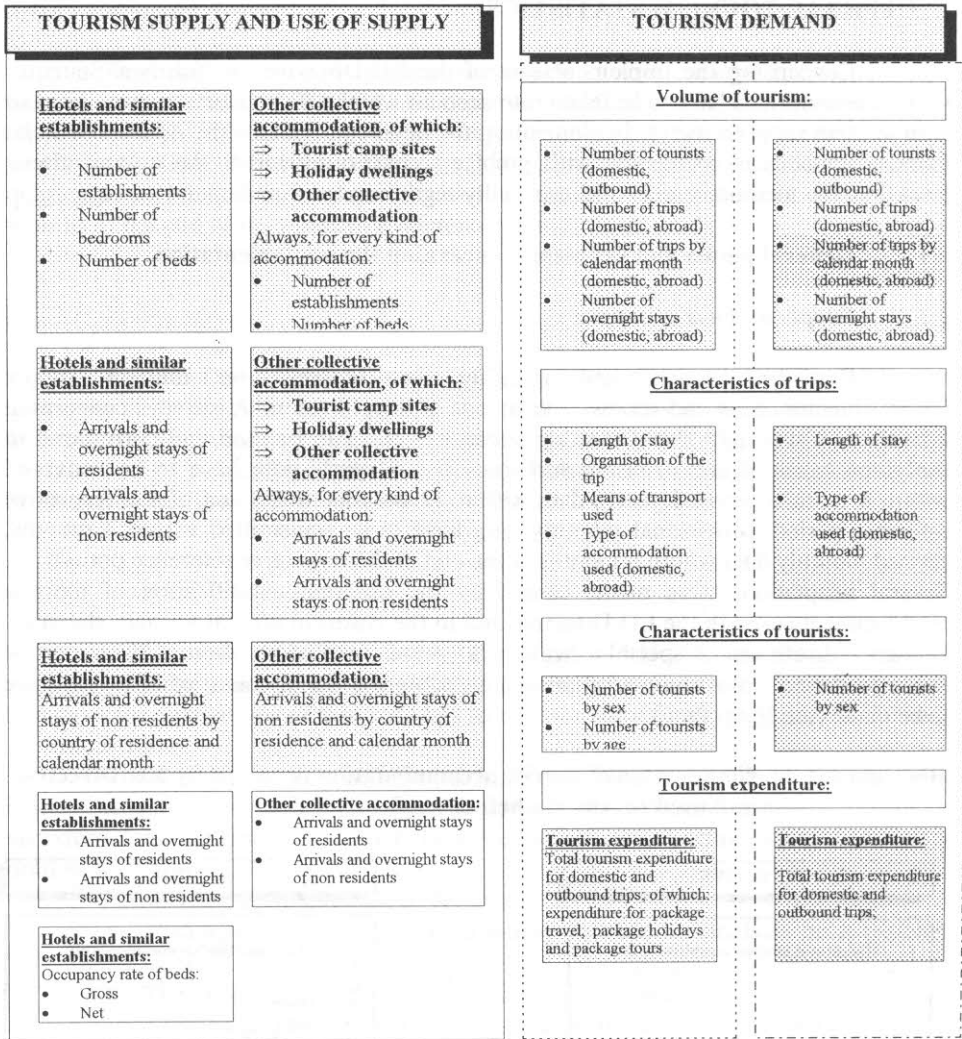 TOURISM SUPPLY AND USE OF SUPPLY
Hotels and similar
establishments:
• Number of
establishments
• Number of
bedrooms
• Number of beds
Other collective
accommodation, of which:
⇒ Tourist camp sites
⇒ Holiday dwellings
⇒ Other collective
accommodation
Always, for every kind of
accommodation:
• Number of
establishments
• Number of beds
Hotels and similar
establishments:
• Arrivals and
overnight stays of
residents
• Arrivals and
overnight stays of
non residents
Other collective
accommodation, of which:
⇒ Tourist camp sites
⇒ Holiday dwellings
⇒ Other collective
accommodation
Always, for every kind of
accommodation:
• Arrivals and overnight
stays of residents
• Arrivals and overnight
stays of non residents
Hotels and similar
establishments:
Arrivals and overnight
stays of non residents by
country of residence and
calendar month
Other collective
accommodation:
Arrivals and overnight stays of
non residents by country of
residence and calendar month
Hotels and similar
establishments:
• Arrivals and overnight
stays of residents
• Arrivals and overnight
stays of non residents
Other collective accommodation:
• Arrivals and overnight stays
of residents
• Arrivals and overnight stays
of non residents
Hotels and similar
establishments:
Occupancy rate of beds:
• Gross
• Net
TOURISM DEMAND
Volume of tourism:
• Number of tourists
(domestic,
outbound)
• Number of trips
(domestic, abroad)
• Number of trips by
calendar month
(domestic, abroad)
• Number of
overnight stays
(domestic, abroad)
• Number of tourists
(domestic,
outbound)
• Number of trips
(domestic, abroad)
• Number of trips by
calendar month
(domestic, abroad)
• Number of
overnight stays
(domestic, abroad)
Characteristics of trips:
• Length of stay
• Organisation of the
trip
• Means of transport
used
• Type of
accommodation
used (domestic,
abroad)
• Length of stay
• Type of
accommodation
used (domestic,
abroad)
Characteristics of tourists:
• Number of tourists
by sex
• Number of tourists
by age
• Number of tourists
by sex
Tourism expenditure:
Tourism expenditure:
Total tourism expenditure
for domestic and
outbound trips; of which:
expenditure for package
travel, package holidays
and package tours
Tourism expenditure:
Total tourism expenditure
for domestic and
outbound trips;